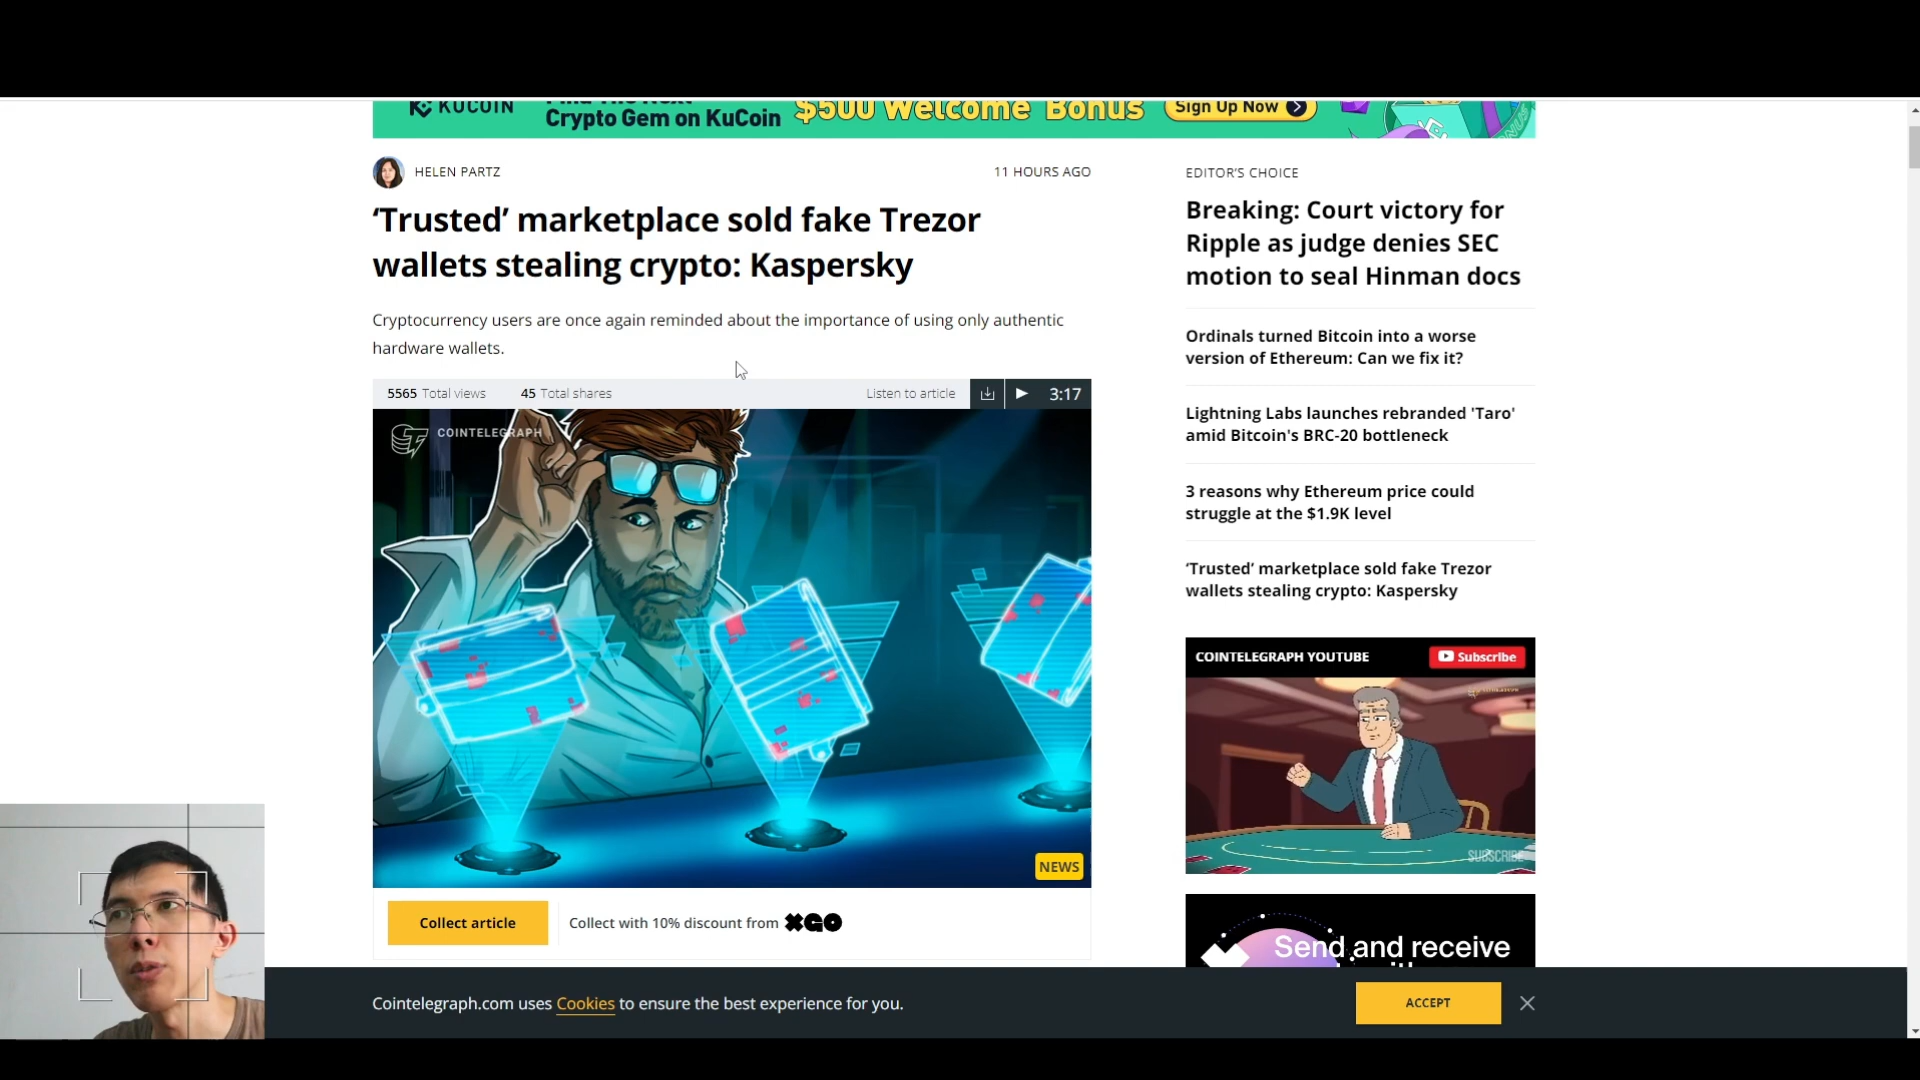 KUCOIN
Crypto Gem on KuCoin
$500 Welcome Bonus
Sign Up Now
HELEN PARTZ
11 HOURS AGO
‘Trusted’ marketplace sold fake Trezor
wallets stealing crypto: Kaspersky
Cryptocurrency users are once again reminded about the importance of using only authentic
hardware wallets.
5565 Total views
45 Total shares
Listen to article
3:17
COINTELEGRAPH
NEWS
Collect article
Collect with 10% discount from XGO
EDITOR’S CHOICE
Breaking: Court victory for
Ripple as judge denies SEC
motion to seal Hinman docs
Ordinals turned Bitcoin into a worse
version of Ethereum: Can we fix it?
Lightning Labs launches rebranded 'Taro'
amid Bitcoin's BRC-20 bottleneck
3 reasons why Ethereum price could
struggle at the $1.9K level
‘Trusted’ marketplace sold fake Trezor
wallets stealing crypto: Kaspersky
COINTELEGRAPH YOUTUBE
Subscribe
SUBSCRIBE
Send and receive
Cointelegraph.com uses Cookies to ensure the best experience for you.
ACCEPT